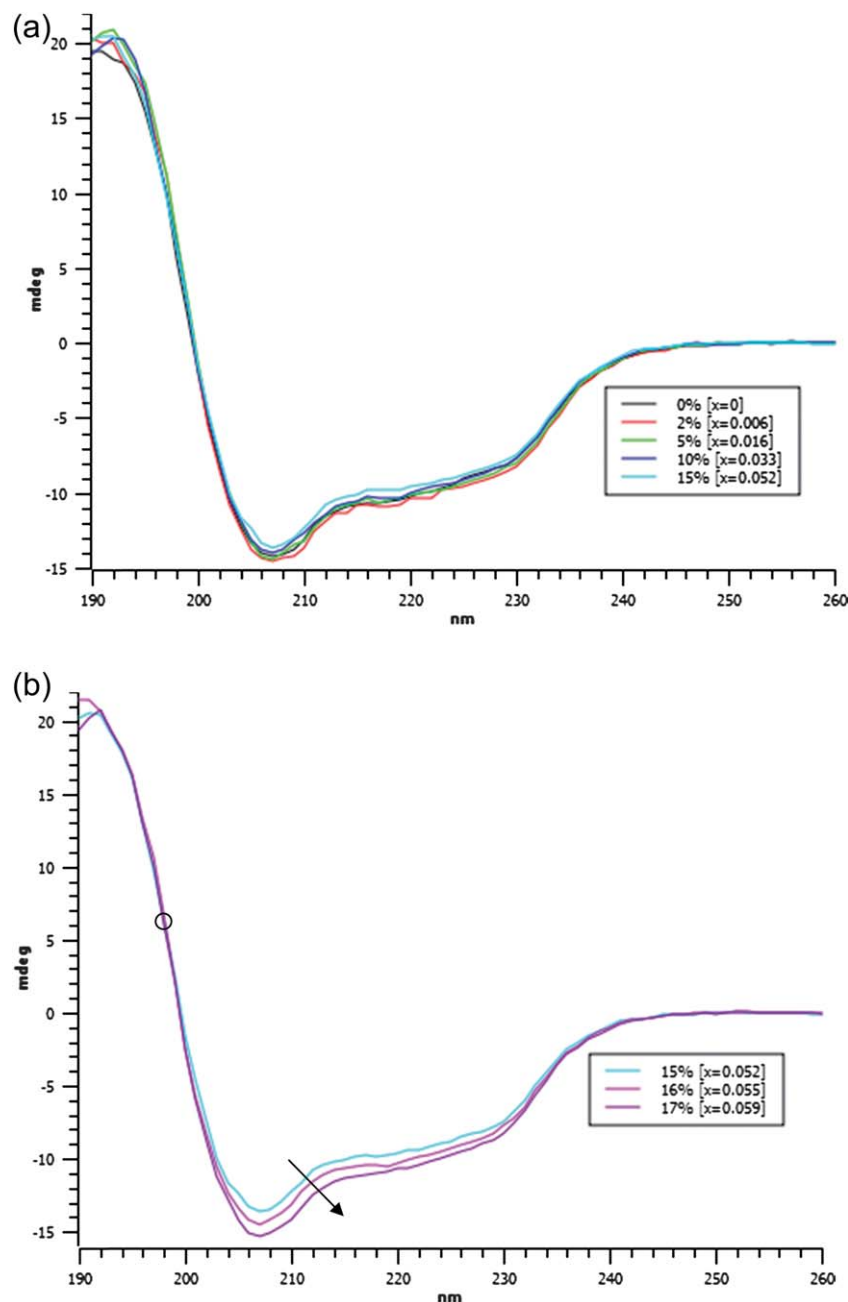 (a)
20
15
10
5
0
-5
-10
-15
mdeg
0% [x=0]
2% [x=0.006]
5% [x=0.016]
10% [x=0.033]
15% [x=0.052]
190 200 210 220 230 240 250 260
nm
(b)
20
15
10
5
0
-5
-10
-15
mdeg
15% [x=0.052]
16% [x=0.055]
17% [x=0.059]
190 200 210 220 230 240 250 260
nm